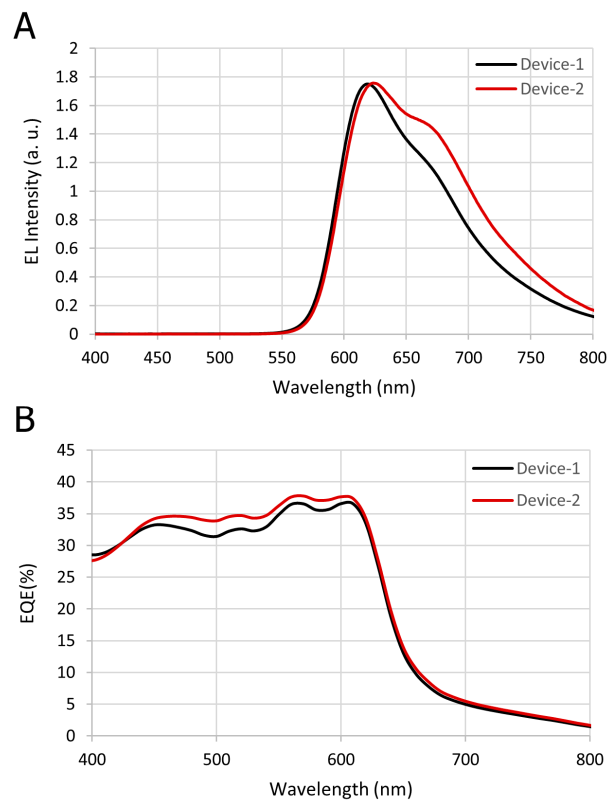 A
EL Intensity (a. u.)
2
1.8
1.6
1.4
1.2
1
0.8
0.6
0.4
0.2
0
Device-1
Device-2
400 450 500 550 600 650 700 750 800
Wavelength (nm)
B
EQE(%)
45
40
35
30
25
20
15
10
5
0
Device-1
Device-2
400 500 600 700 800
Wavelength (nm)